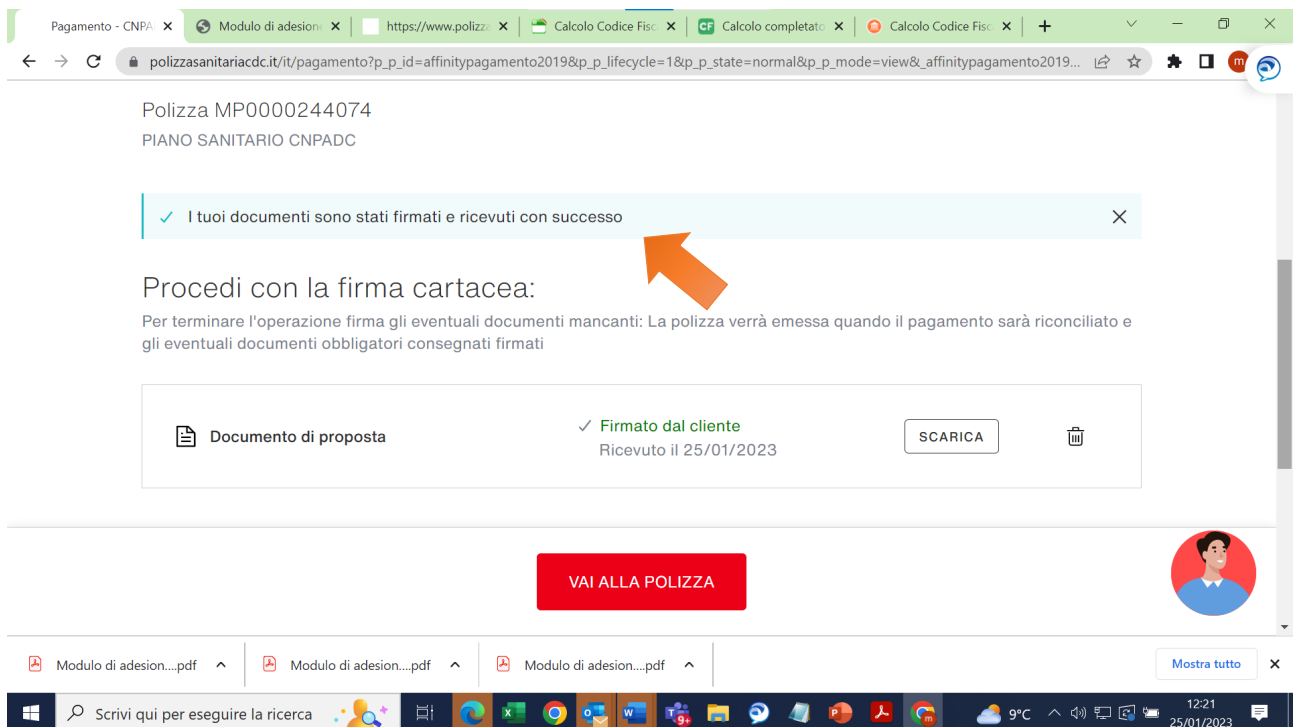 Pagamento - CNPA
Modulo di adesione
https://www.polizza
Calcolo Codice Fisc
CF Calcolo completato
Calcolo Codice Fisc
polizzasanitariacdc.it/it/pagamento?p_p_id=affinitypagamento2019&p_p_lifecycle=1&p_p_state=normal&p_p_mode=view&_affinitypagamento2019...
m
Polizza MP0000244074
PIANO SANITARIO CNPADC
I tuoi documenti sono stati firmati e ricevuti con successo
Procedi con la firma cartacea:
Per terminare l'operazione firma gli eventuali documenti mancanti: La polizza verrà emessa quando il pagamento sarà riconciliato e
gli eventuali documenti obbligatori consegnati firmati
Documento di proposta
Firmato dal cliente
Ricevuto il 25/01/2023
SCARICA
VAI ALLA POLIZZA
Modulo di adesion....pdf
Modulo di adesion....pdf
Modulo di adesion....pdf
Mostra tutto
Scrivi qui per eseguire la ricerca
9+
9°C
12:21
25/01/2023